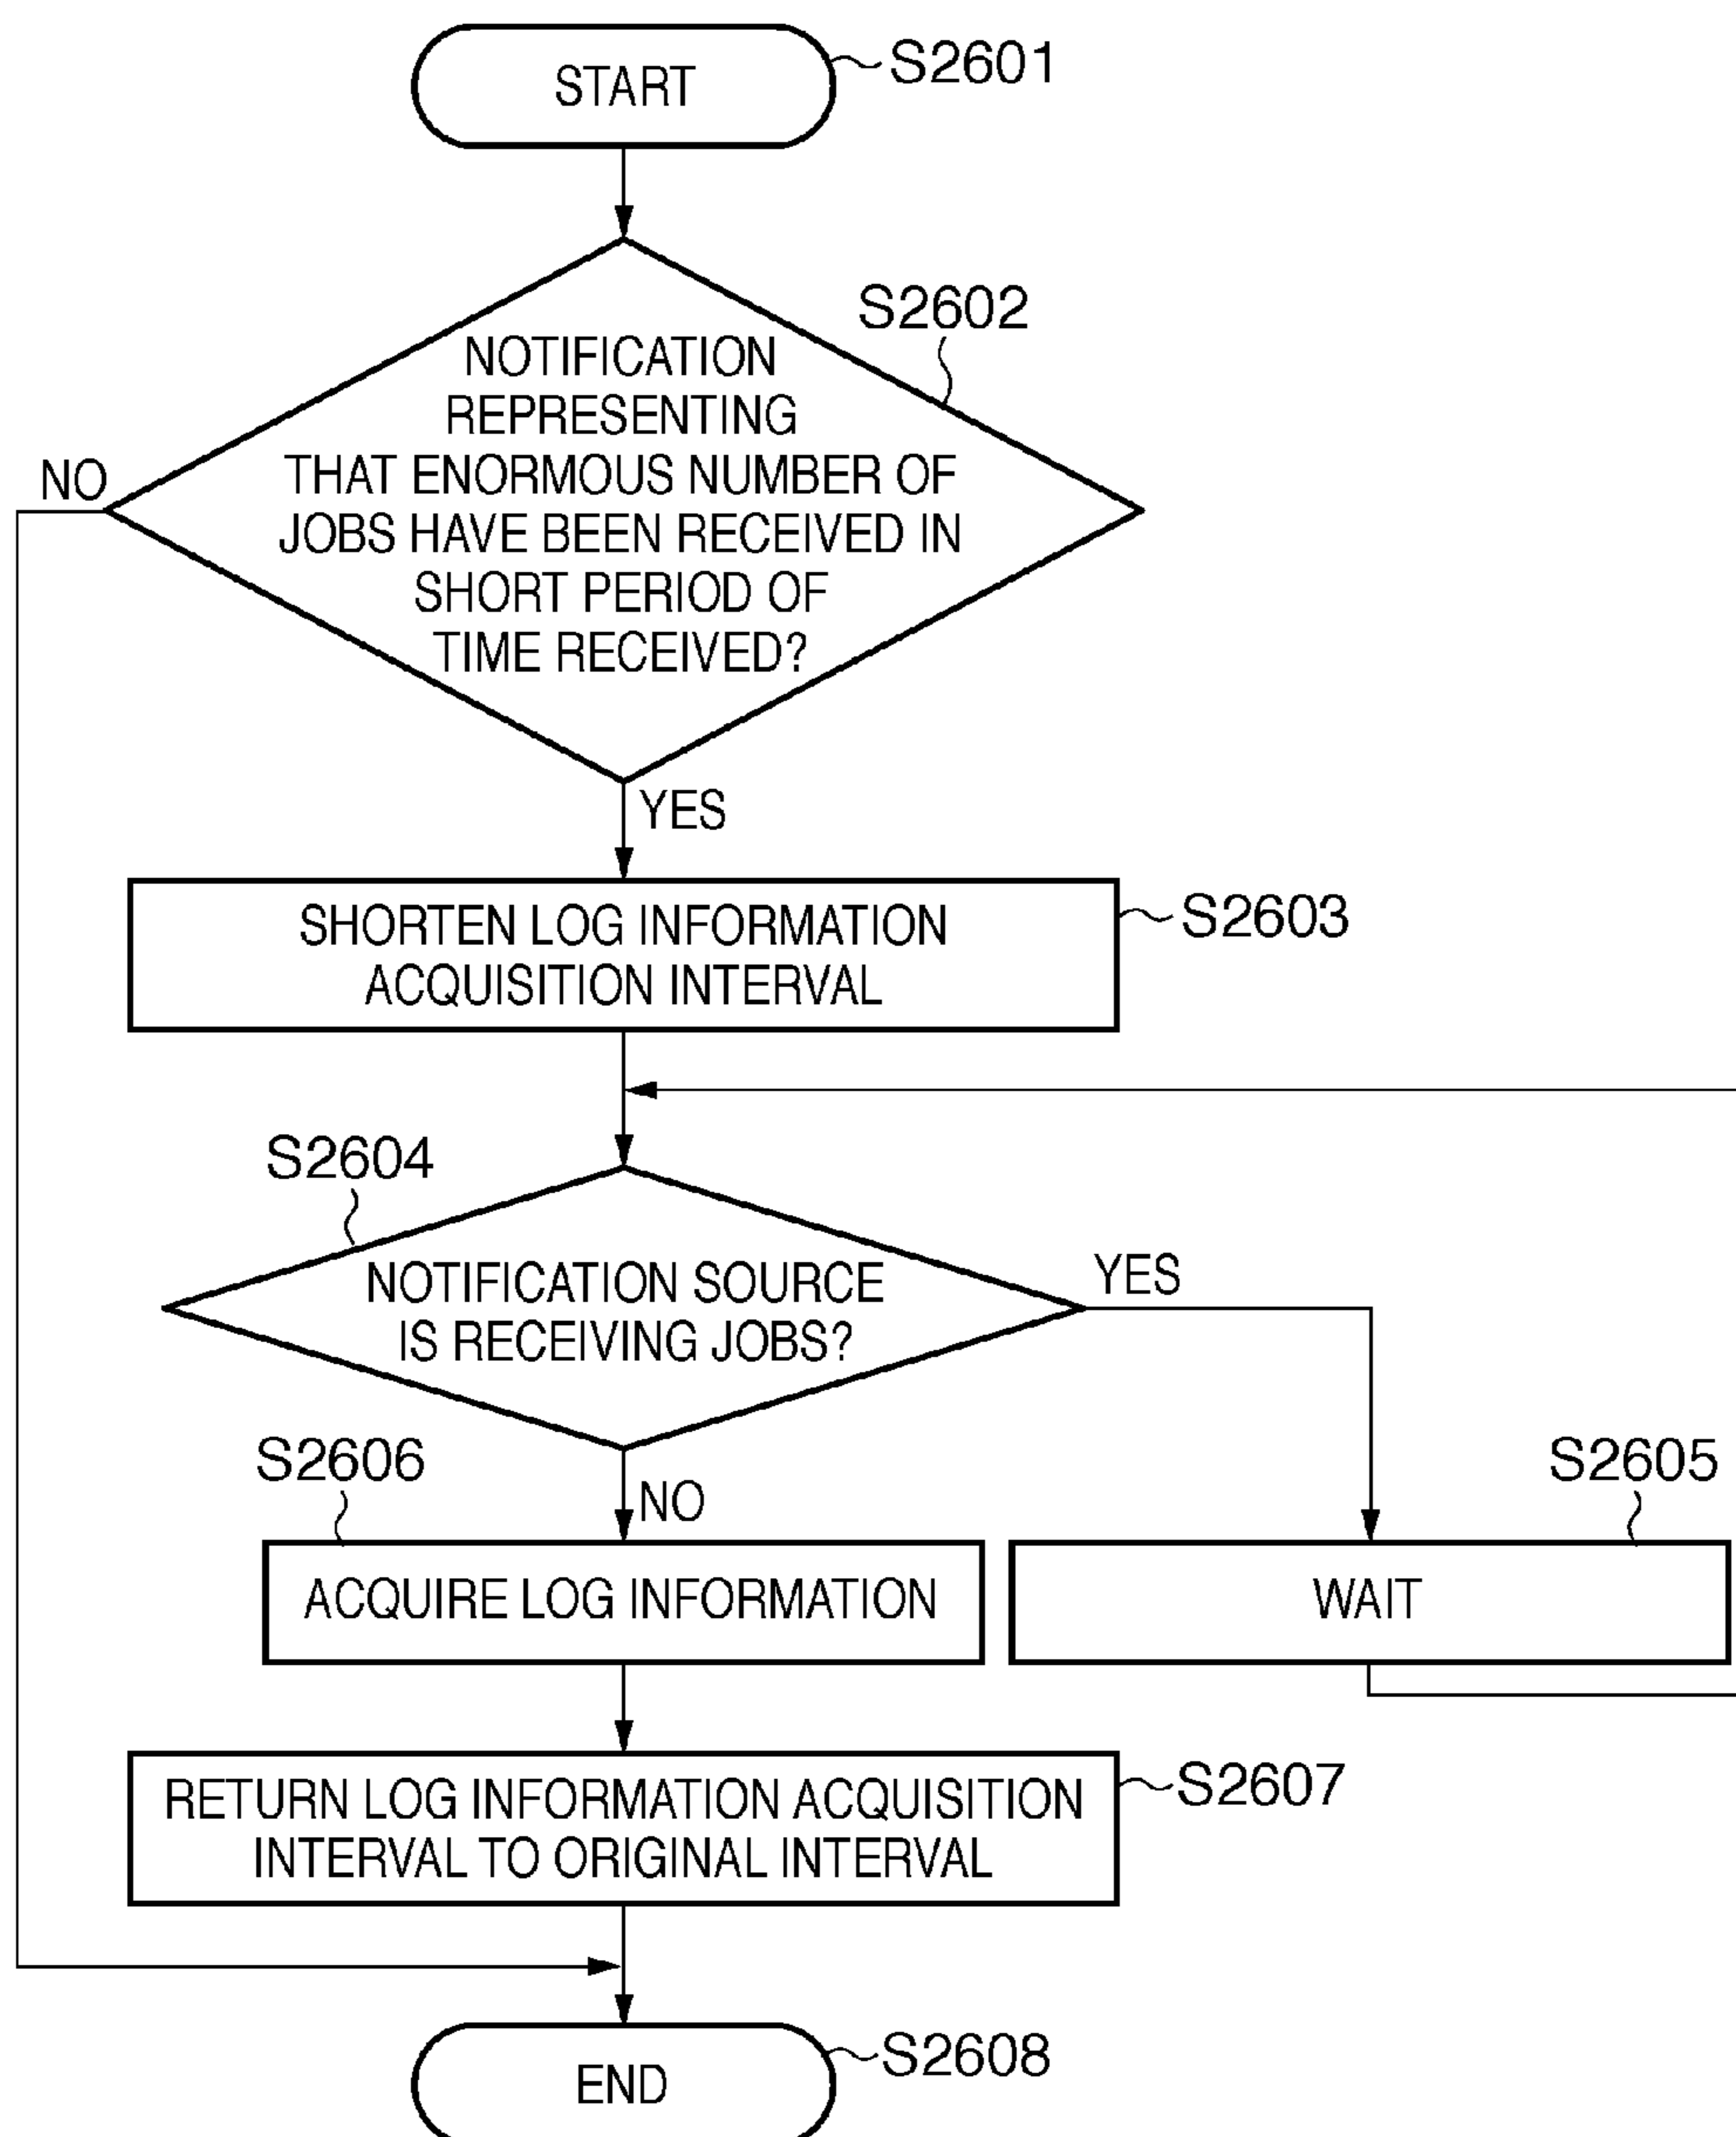 START
S2601
S2602
NOTIFICATION
REPRESENTING
THAT ENORMOUS NUMBER OF
JOBS HAVE BEEN RECEIVED IN
SHORT PERIOD OF
TIME RECEIVED?
NO
YES
SHORTEN LOG INFORMATION
ACQUISITION INTERVAL
S2603
S2604
NOTIFICATION SOURCE
IS RECEIVING JOBS?
YES
NO
S2606
ACQUIRE LOG INFORMATION
S2605
WAIT
RETURN LOG INFORMATION ACQUISITION
INTERVAL TO ORIGINAL INTERVAL
S2607
END
S2608